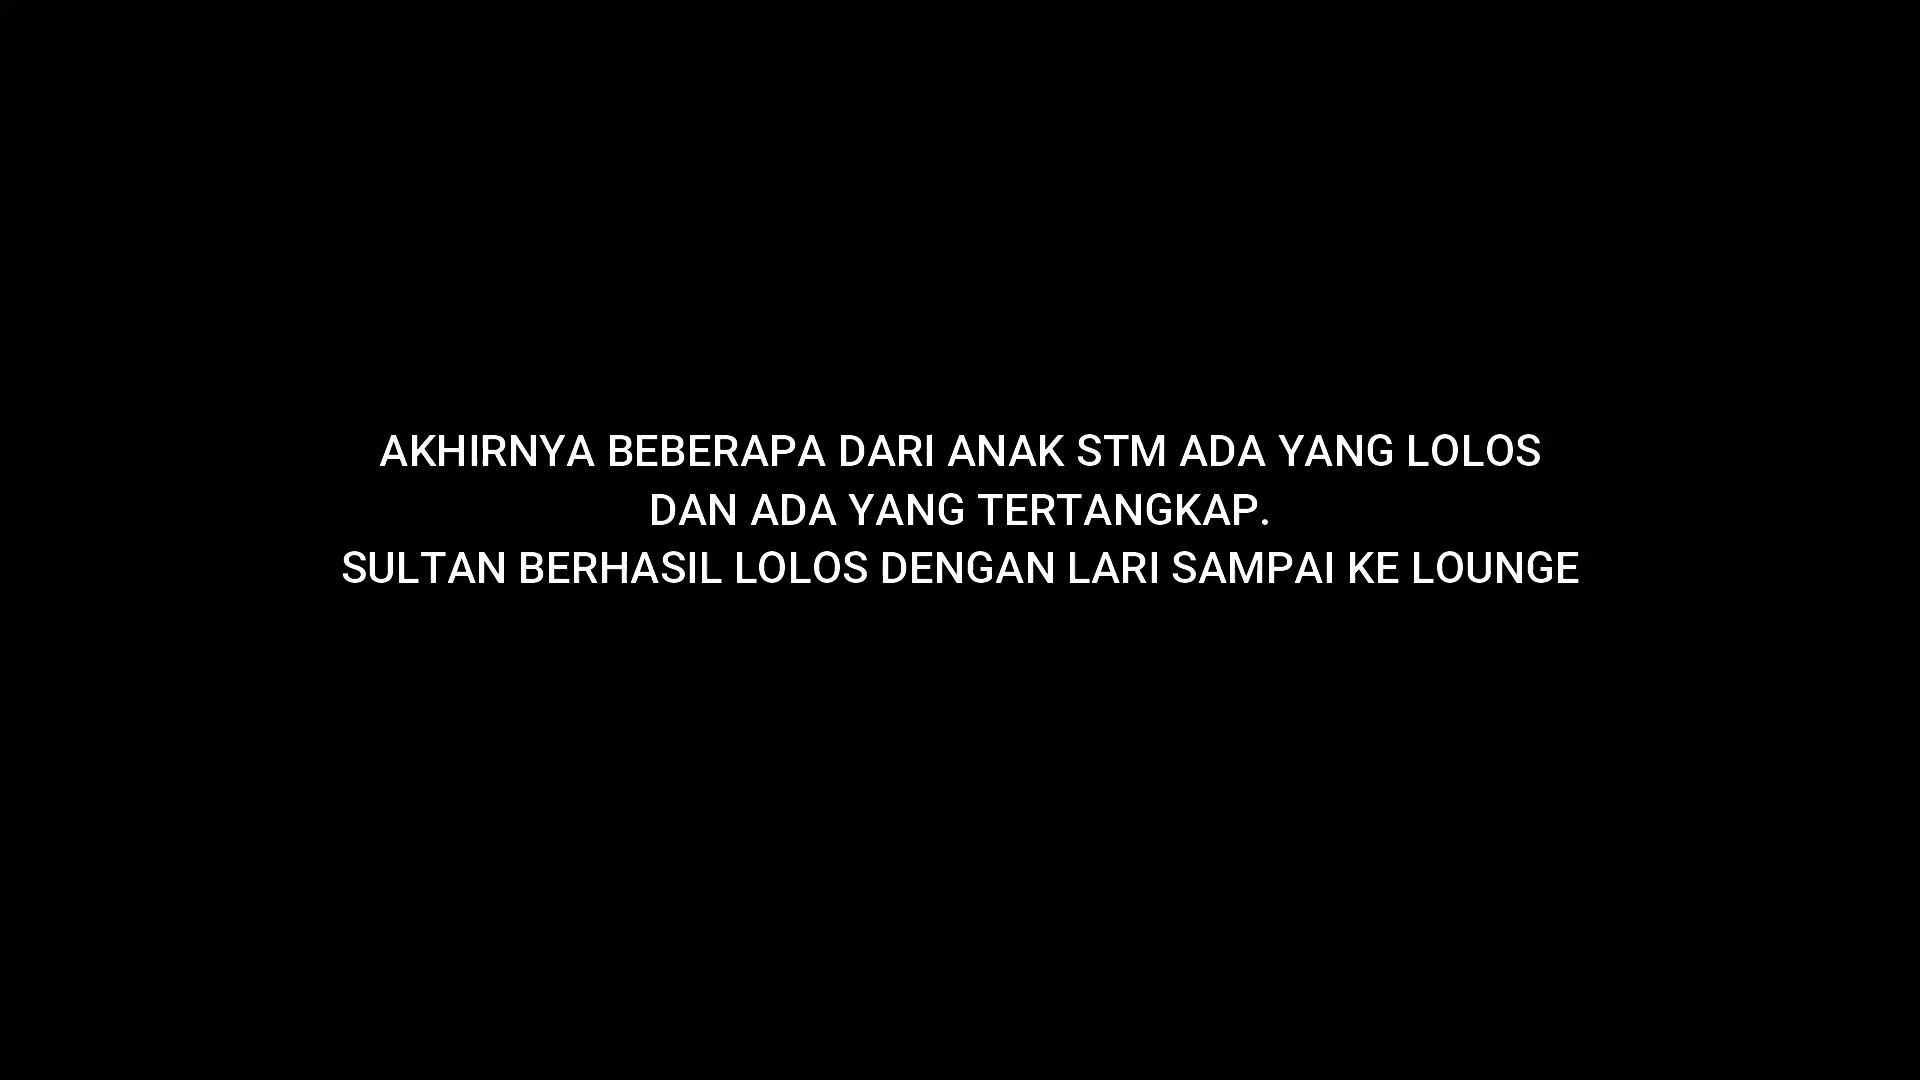 AKHIRNYA BEBERAPA DARI ANAK STM ADA YANG LOLOS
DAN ADA YANG TERTANGKAP.
SULTAN BERHASIL LOLOS DENGAN LARI SAMPAI KE LOUNGE